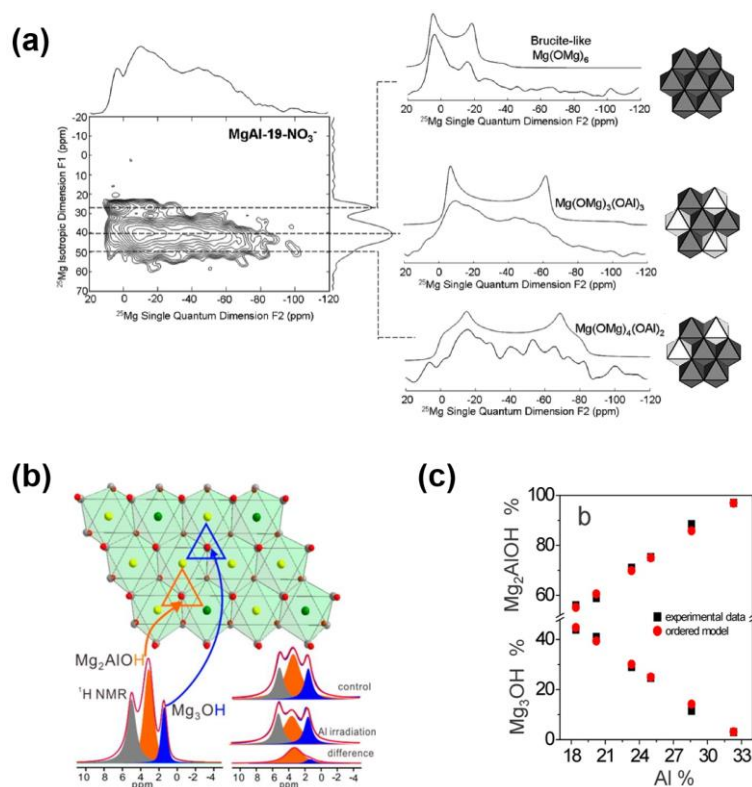 (a)
MgAl-19-NO₃⁻
²⁵Mg Isotropic Dimension F1 (ppm)
-20
-10
0
10
20
30
40
50
60
70
20 0 -20 -40 -60 -80 -100 -120
²⁵Mg Single Quantum Dimension F2 (ppm)
Brucite-like
Mg(OMg)₆
20 0 -20 -40 -60 -80 -100 -120
²⁵Mg Single Quantum Dimension F2 (ppm)
Mg(OMg)₃(OAl)₃
20 0 -20 -40 -60 -80 -100 -120
²⁵Mg Single Quantum Dimension F2 (ppm)
Mg(OMg)₄(OAl)₂
20 0 -20 -40 -60 -80 -100 -120
²⁵Mg Single Quantum Dimension F2 (ppm)
(b)
Mg₂AlOH
¹H NMR
Mg₃OH
10 8 6 4 2 0 -2 -4
ppm
control
Al irradiation
difference
10 8 6 4 2 0 -2 -4
ppm
(c)
b
Mg₂AlOH %
100
80
60
experimental data
ordered model
Mg₃OH %
40
20
0
18 21 24 27 30 33
Al %